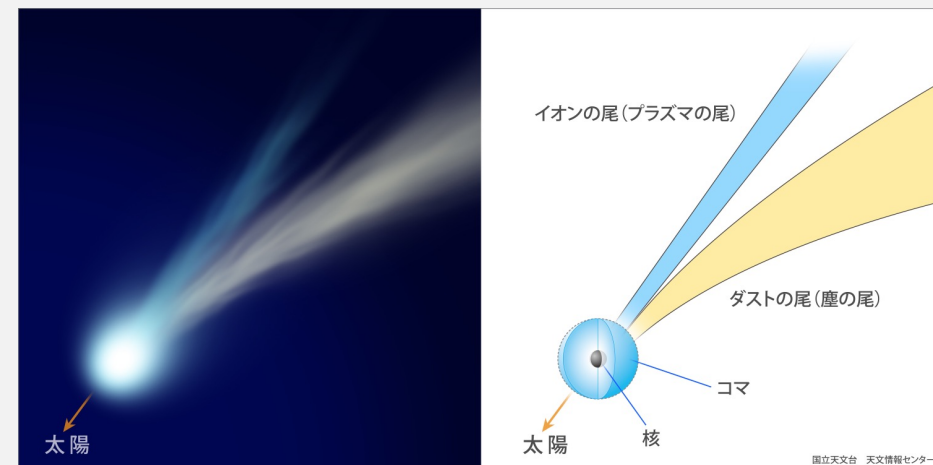 イオンの尾(プラズマの尾)
ダストの尾(塵の尾)
コマ
核
太陽
太陽
国立天文台 天文情報センター